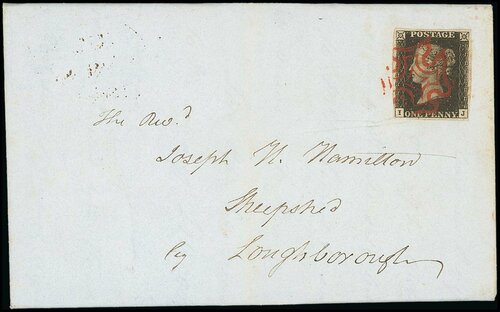 POSTAGE
I J
ONE PENNY
The Revd.
Joseph H. Hamilton
Sheepshed
by Loughborough